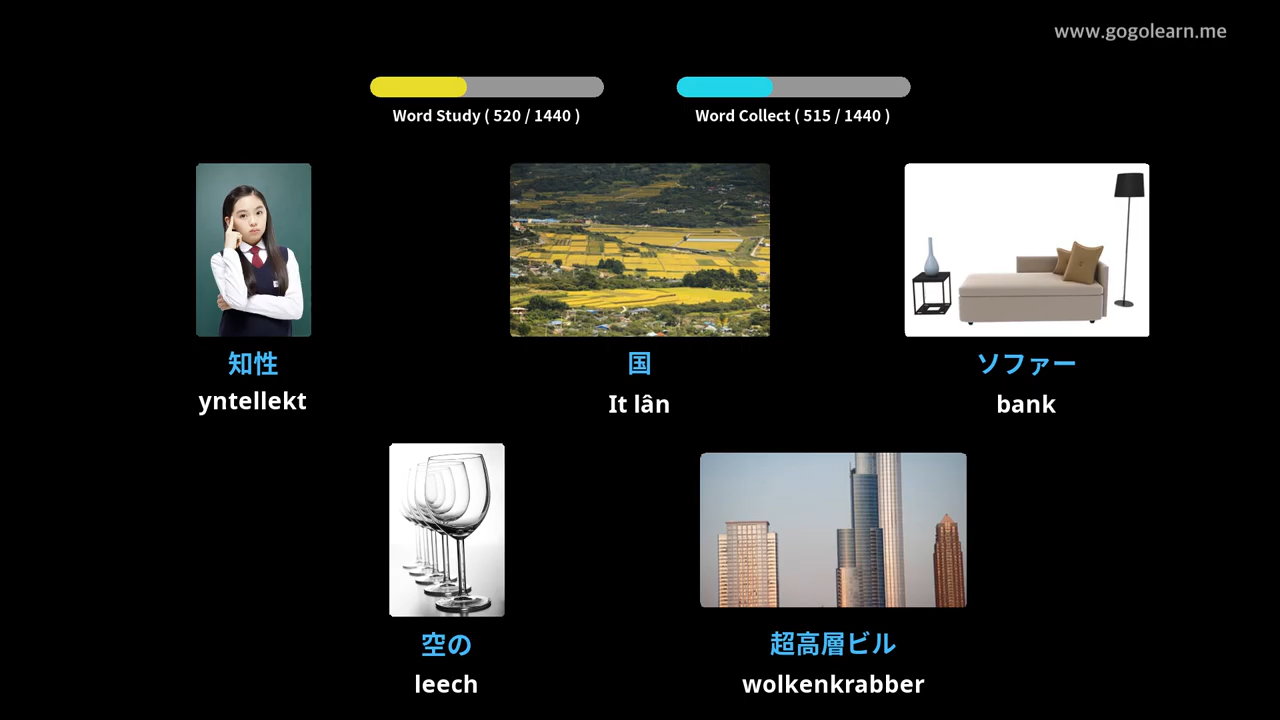 www.gogolearn.me
Word Study ( 520 / 1440 )
Word Collect ( 515 / 1440 )
知性
yntellekt
国
It lân
ソファー
bank
空の
leech
超高層ビル
wolkenkrabber